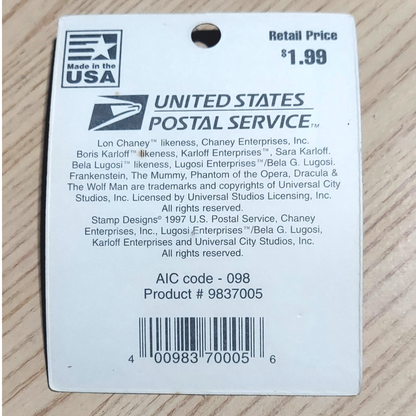 Made in the
USA
Retail Price
$1.99
UNITED STATES
POSTAL SERVICE™
Lon Chaney™ likeness, Chaney Enterprises, Inc.
Boris Karloff™ likeness, Karloff Enterprises™, Sara Karloff.
Bela Lugosi™ likeness, Lugosi Enterprises™/Bela G. Lugosi.
Frankenstein, The Mummy, Phantom of the Opera, Dracula &
The Wolf Man are trademarks and copyrights of Universal City
Studios, Inc. Licensed by Universal Studios Licensing, Inc.
All rights reserved.
Stamp Designs© 1997 U.S. Postal Service, Chaney
Enterprises, Inc., Lugosi Enterprises™/Bela G. Lugosi,
Karloff Enterprises and Universal City Studios, Inc.
All rights reserved.
AIC code - 098
Product # 9837005
4 00983 70005 6